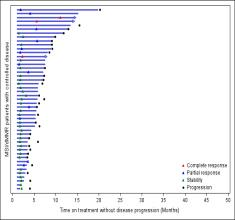 MSI/dMMR patients with controlled disease
Complete response
Partial response
Stability
Progression
0 5 10 15 20 25 30 35 40 45 50
Time on treatment without disease progression (Months)